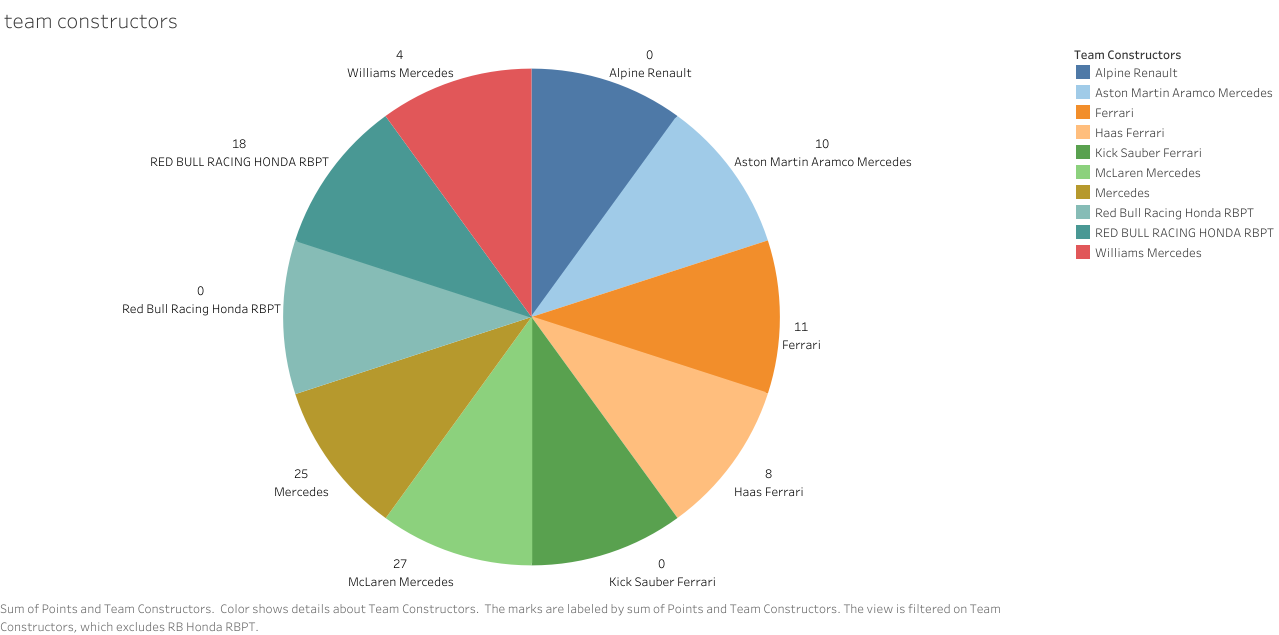 team constructors
4
Williams Mercedes
0
Alpine Renault
18
RED BULL RACING HONDA RBPT
10
Aston Martin Aramco Mercedes
0
Red Bull Racing Honda RBPT
11
Ferrari
25
Mercedes
8
Haas Ferrari
27
McLaren Mercedes
0
Kick Sauber Ferrari
Team Constructors
Alpine Renault
Aston Martin Aramco Mercedes
Ferrari
Haas Ferrari
Kick Sauber Ferrari
McLaren Mercedes
Mercedes
Red Bull Racing Honda RBPT
RED BULL RACING HONDA RBPT
Williams Mercedes
Sum of Points and Team Constructors.  Color shows details about Team Constructors.  The marks are labeled by sum of Points and Team Constructors. The view is filtered on Team
Constructors, which excludes RB Honda RBPT.